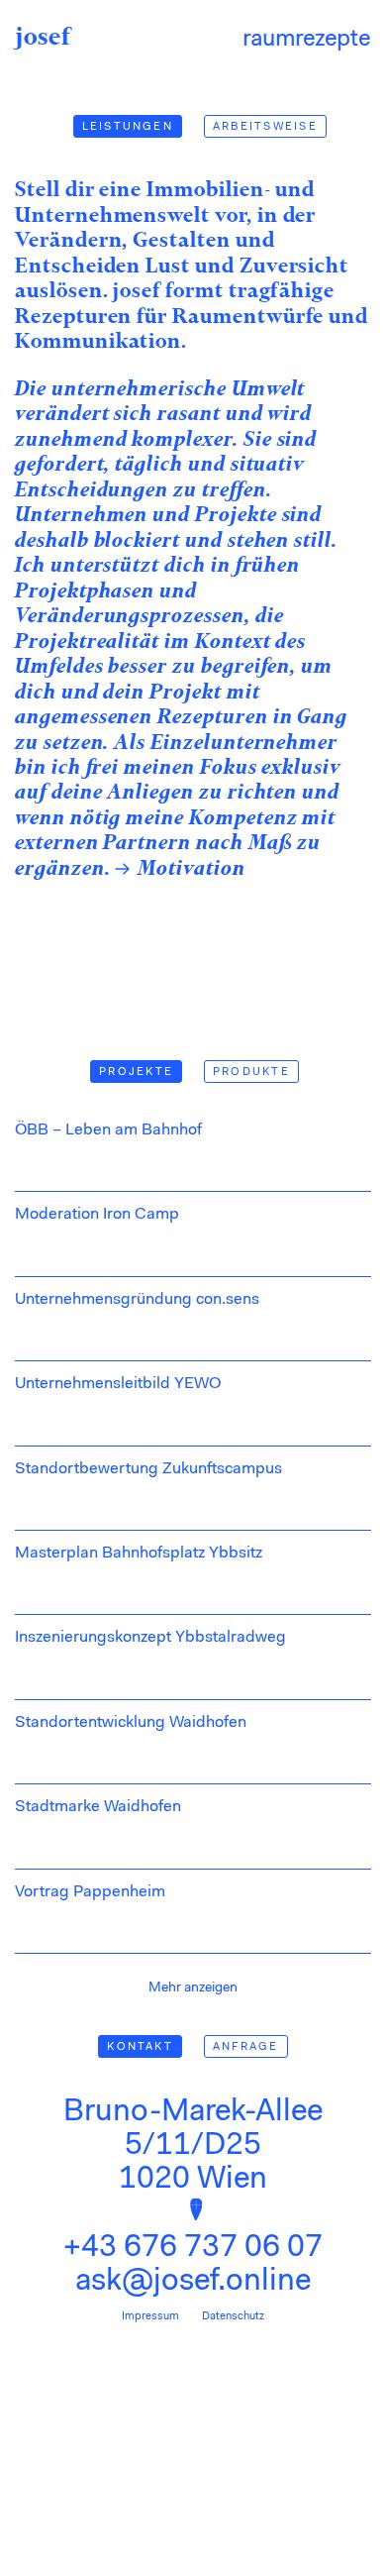 josef
raumrezepte
LEISTUNGEN
ARBEITSWEISE
Stell dir eine Immobilien- und
Unternehmenswelt vor, in der
Verändern, Gestalten und
Entscheiden Lust und Zuversicht
auslösen. josef formt tragfähige
Rezepturen für Raumentwürfe und
Kommunikation.
Die unternehmerische Umwelt
verändert sich rasant und wird
zunehmend komplexer. Sie sind
gefordert, täglich und situativ
Entscheidungen zu treffen.
Unternehmen und Projekte sind
deshalb blockiert und stehen still.
Ich unterstützt dich in frühen
Projektphasen und
Veränderungsprozessen, die
Projektrealität im Kontext des
Umfeldes besser zu begreifen, um
dich und dein Projekt mit
angemessenen Rezepturen in Gang
zu setzen. Als Einzelunternehmer
bin ich frei meinen Fokus exklusiv
auf deine Anliegen zu richten und
wenn nötig meine Kompetenz mit
externen Partnern nach Maß zu
ergänzen. → Motivation
PROJEKTE
PRODUKTE
ÖBB – Leben am Bahnhof
Moderation Iron Camp
Unternehmensgründung con.sens
Unternehmensleitbild YEWO
Standortbewertung Zukunftscampus
Masterplan Bahnhofsplatz Ybbsitz
Inszenierungskonzept Ybbstalradweg
Standortentwicklung Waidhofen
Stadtmarke Waidhofen
Vortrag Pappenheim
Mehr anzeigen
KONTAKT
ANFRAGE
Bruno-Marek-Allee
5/11/D25
1020 Wien
+43 676 737 06 07
ask@josef.online
Impressum
Datenschutz